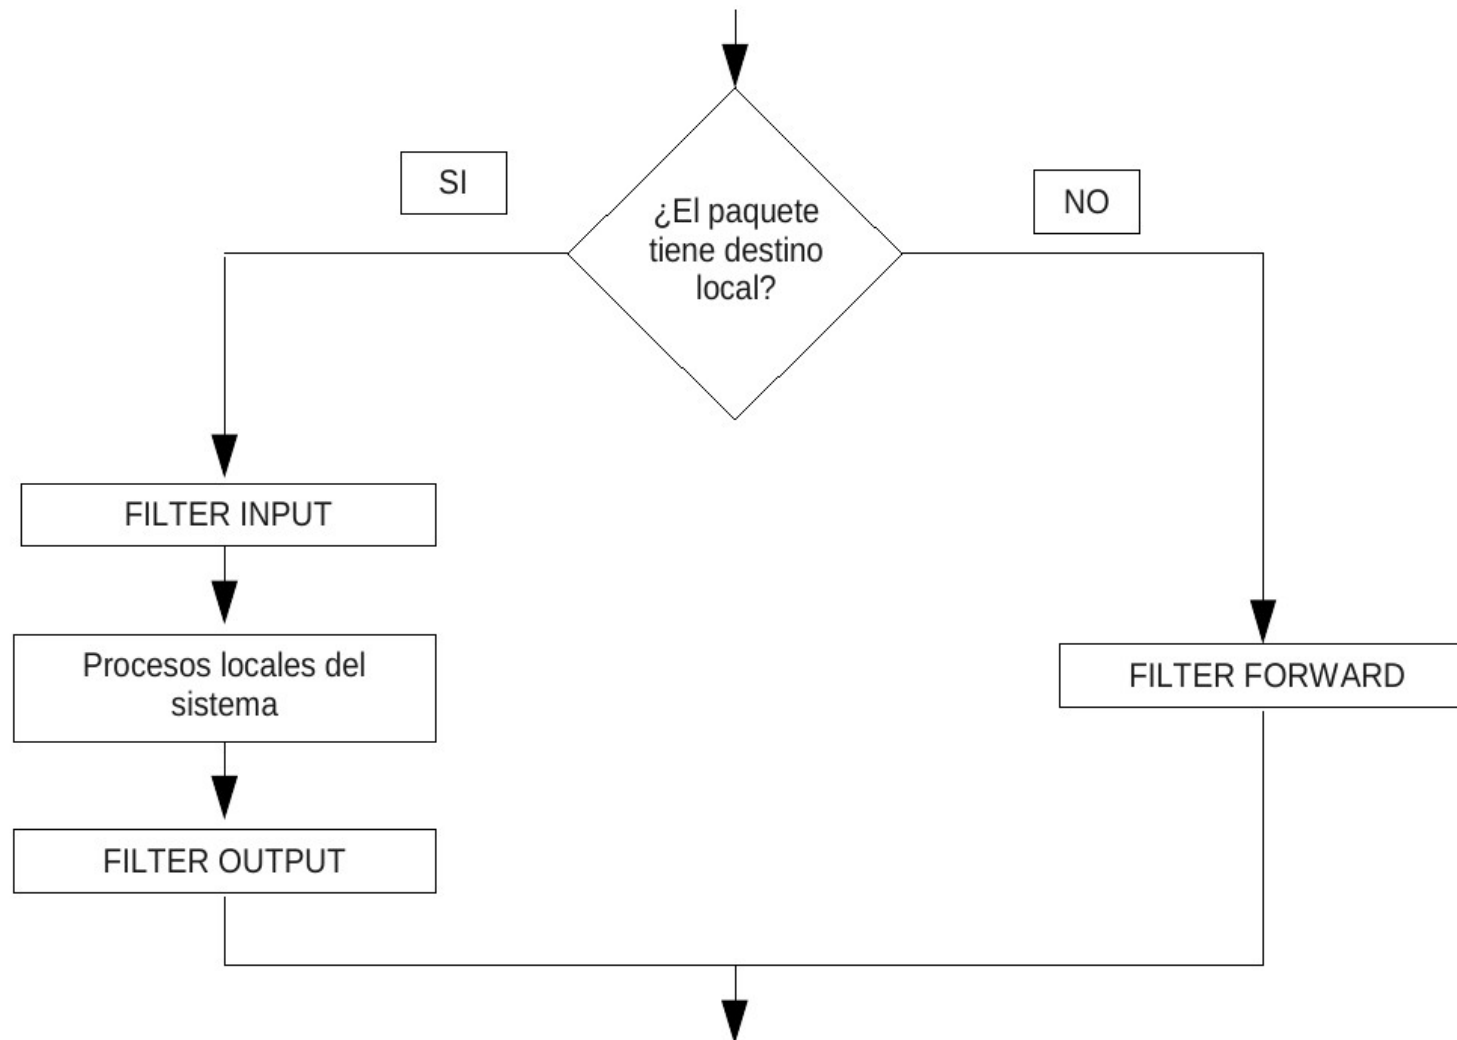 SI
¿El paquete
tiene destino
local?
NO
FILTER INPUT
Procesos locales del
sistema
FILTER FORWARD
FILTER OUTPUT